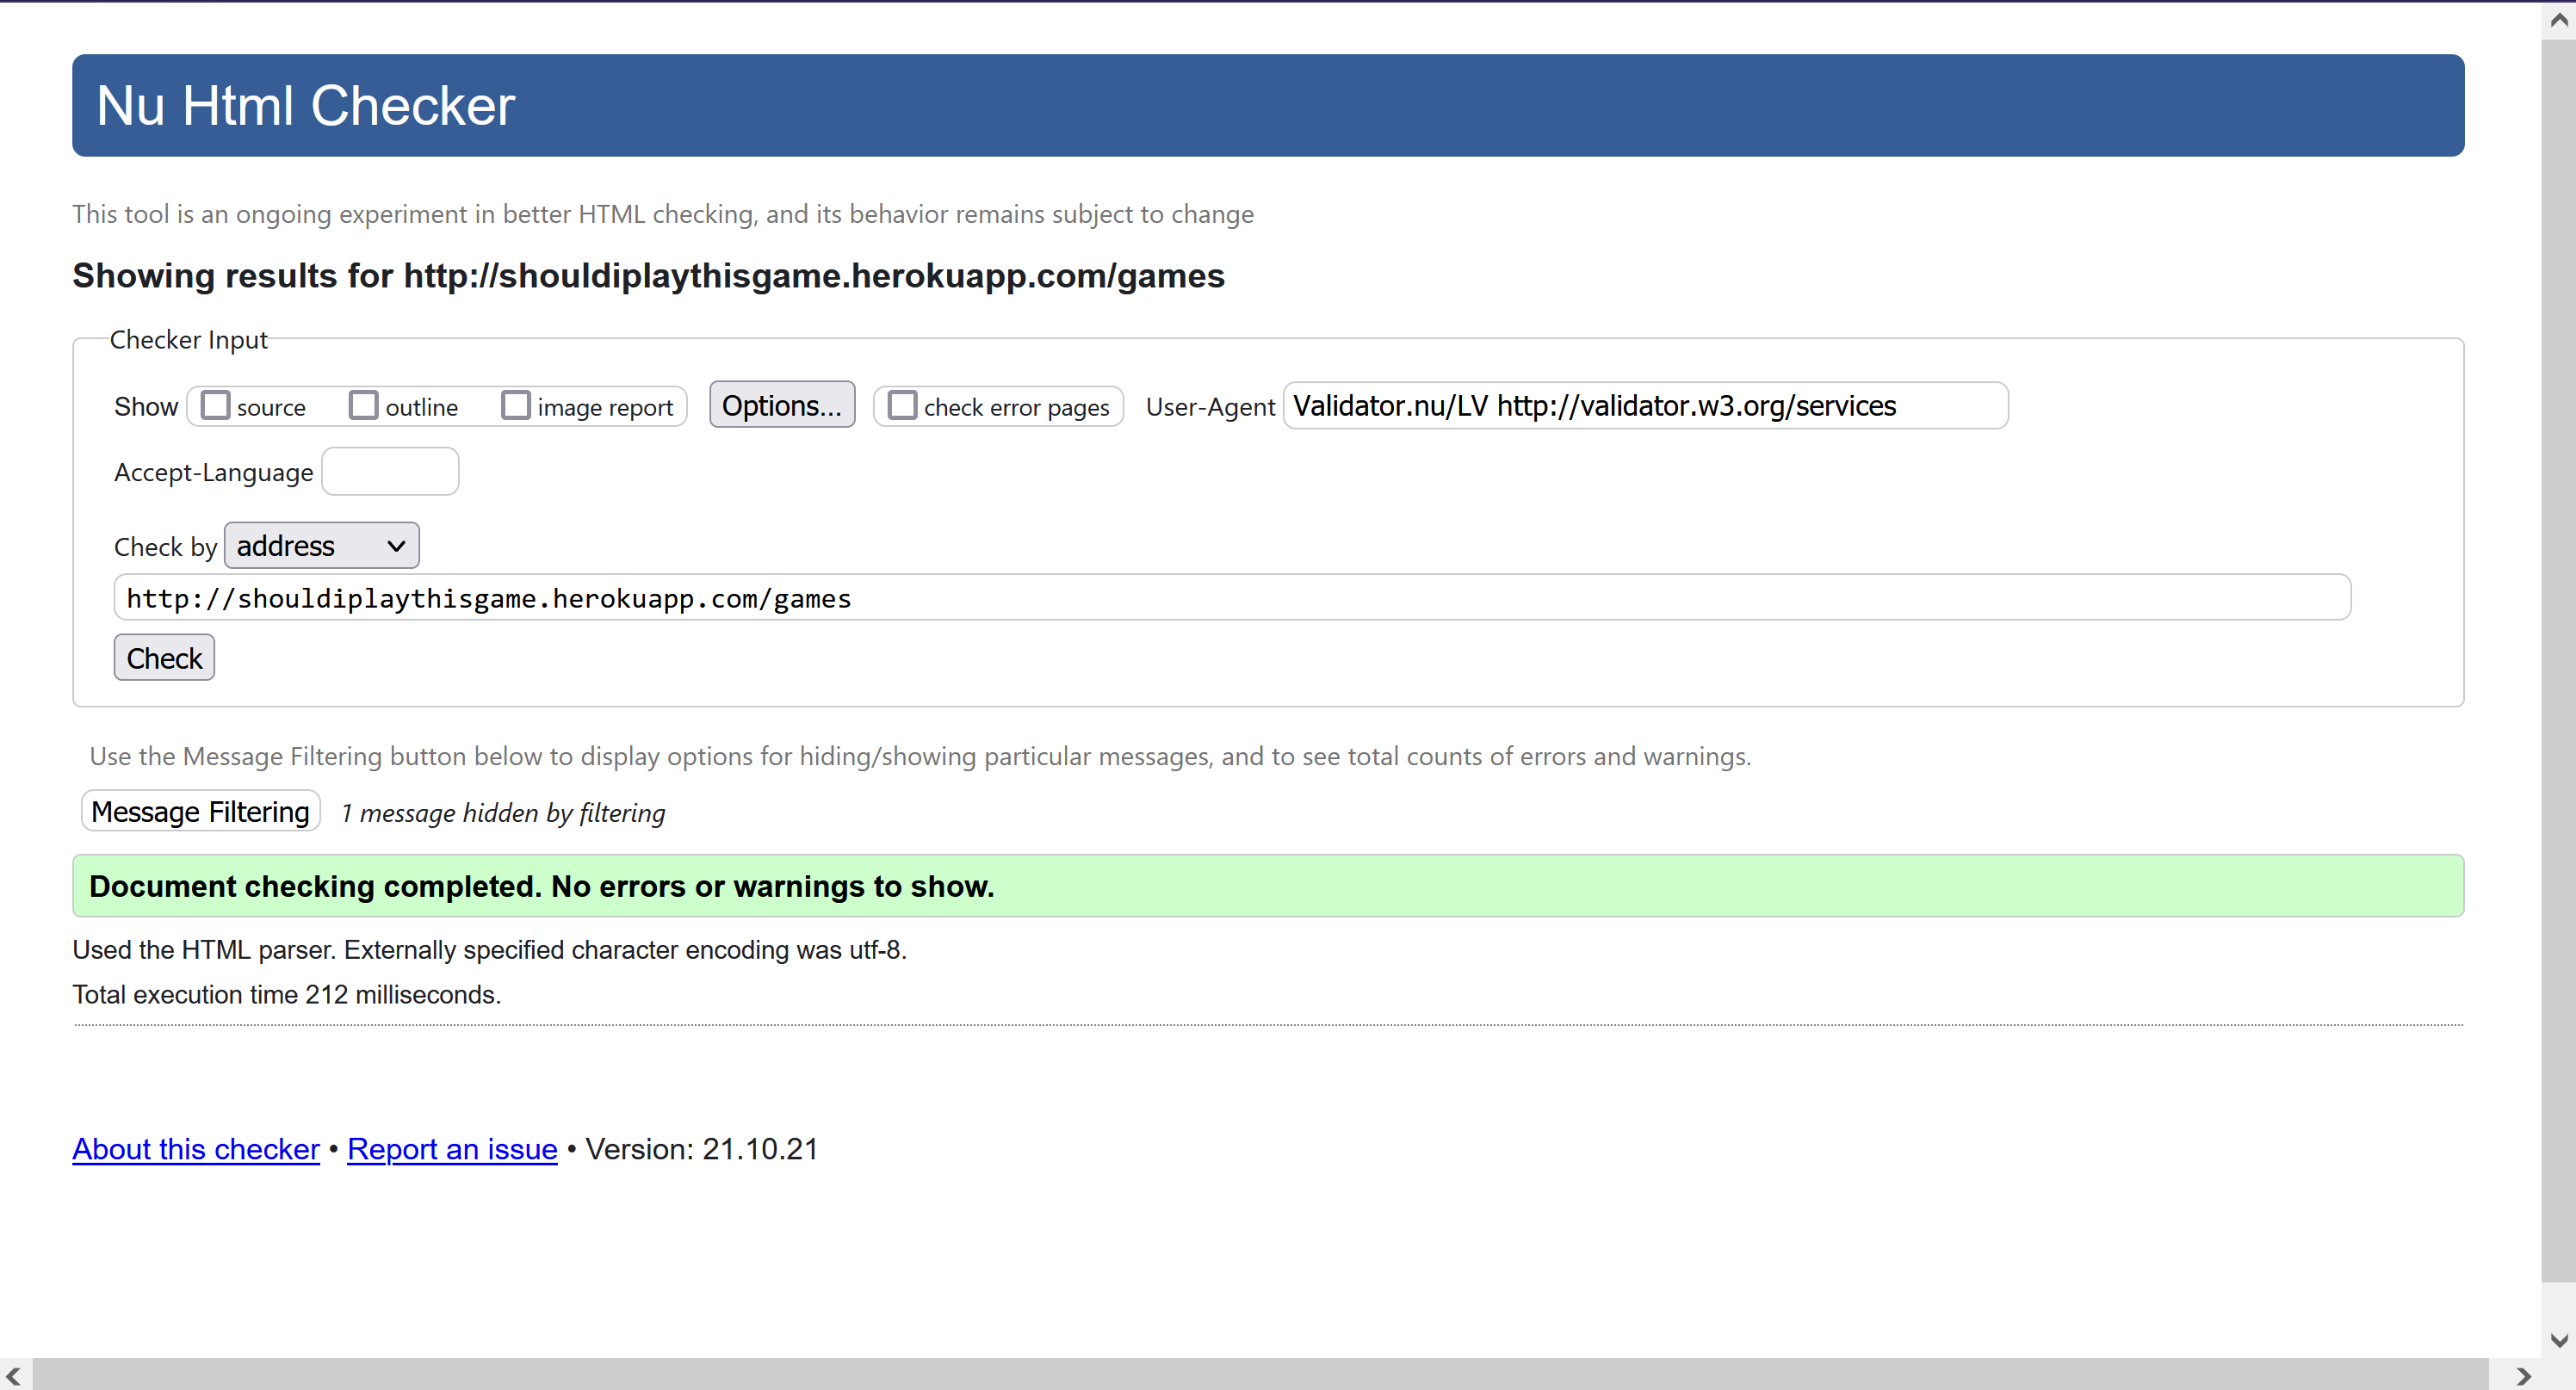 Nu Html Checker
This tool is an ongoing experiment in better HTML checking, and its behavior remains subject to change
Showing results for http://shouldiplaythisgame.herokuapp.com/games
Checker Input
Show source outline image report Options... check error pages User-Agent Validator.nu/LV http://validator.w3.org/services
Accept-Language
Check by address
http://shouldiplaythisgame.herokuapp.com/games
Check
Use the Message Filtering button below to display options for hiding/showing particular messages, and to see total counts of errors and warnings.
Message Filtering 1 message hidden by filtering
Document checking completed. No errors or warnings to show.
Used the HTML parser. Externally specified character encoding was utf-8.
Total execution time 212 milliseconds.
About this checker • Report an issue • Version: 21.10.21